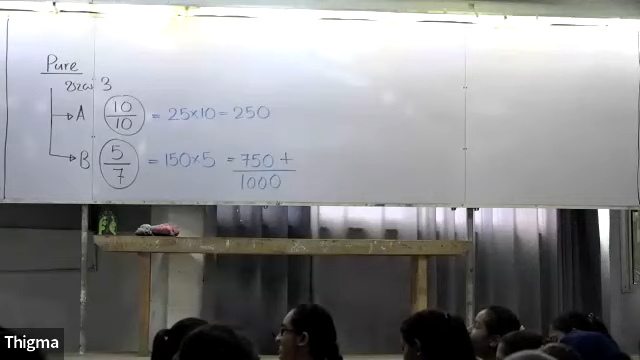 Pure
පැය 3
A 10/10 = 25×10 = 250
B 5/7 = 150×5 = 750 +
1000
Thigma